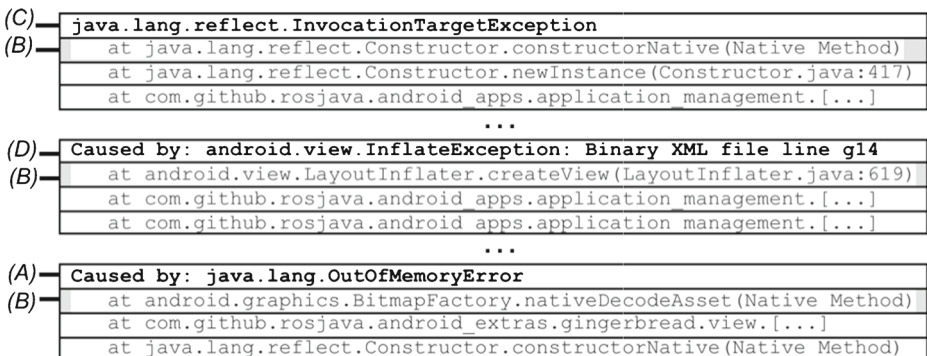 (C) java.lang.reflect.InvocationTargetException
(B) at java.lang.reflect.Constructor.constructorNative(Native Method)
at java.lang.reflect.Constructor.newInstance(Constructor.java:417)
at com.github.rosjava.android_apps.application_management.[...]
...
(D) Caused by: android.view.InflateException: Binary XML file line g14
(B) at android.view.LayoutInflater.createView(LayoutInflater.java:619)
at com.github.rosjava.android_apps.application_management.[...]
at com.github.rosjava.android_apps.application_management.[...]
...
(A) Caused by: java.lang.OutOfMemoryError
(B) at android.graphics.BitmapFactory.nativeDecodeAsset(Native Method)
at com.github.rosjava.android_extras.gingerbread.view.[...]
at java.lang.reflect.Constructor.constructorNative(Native Method)